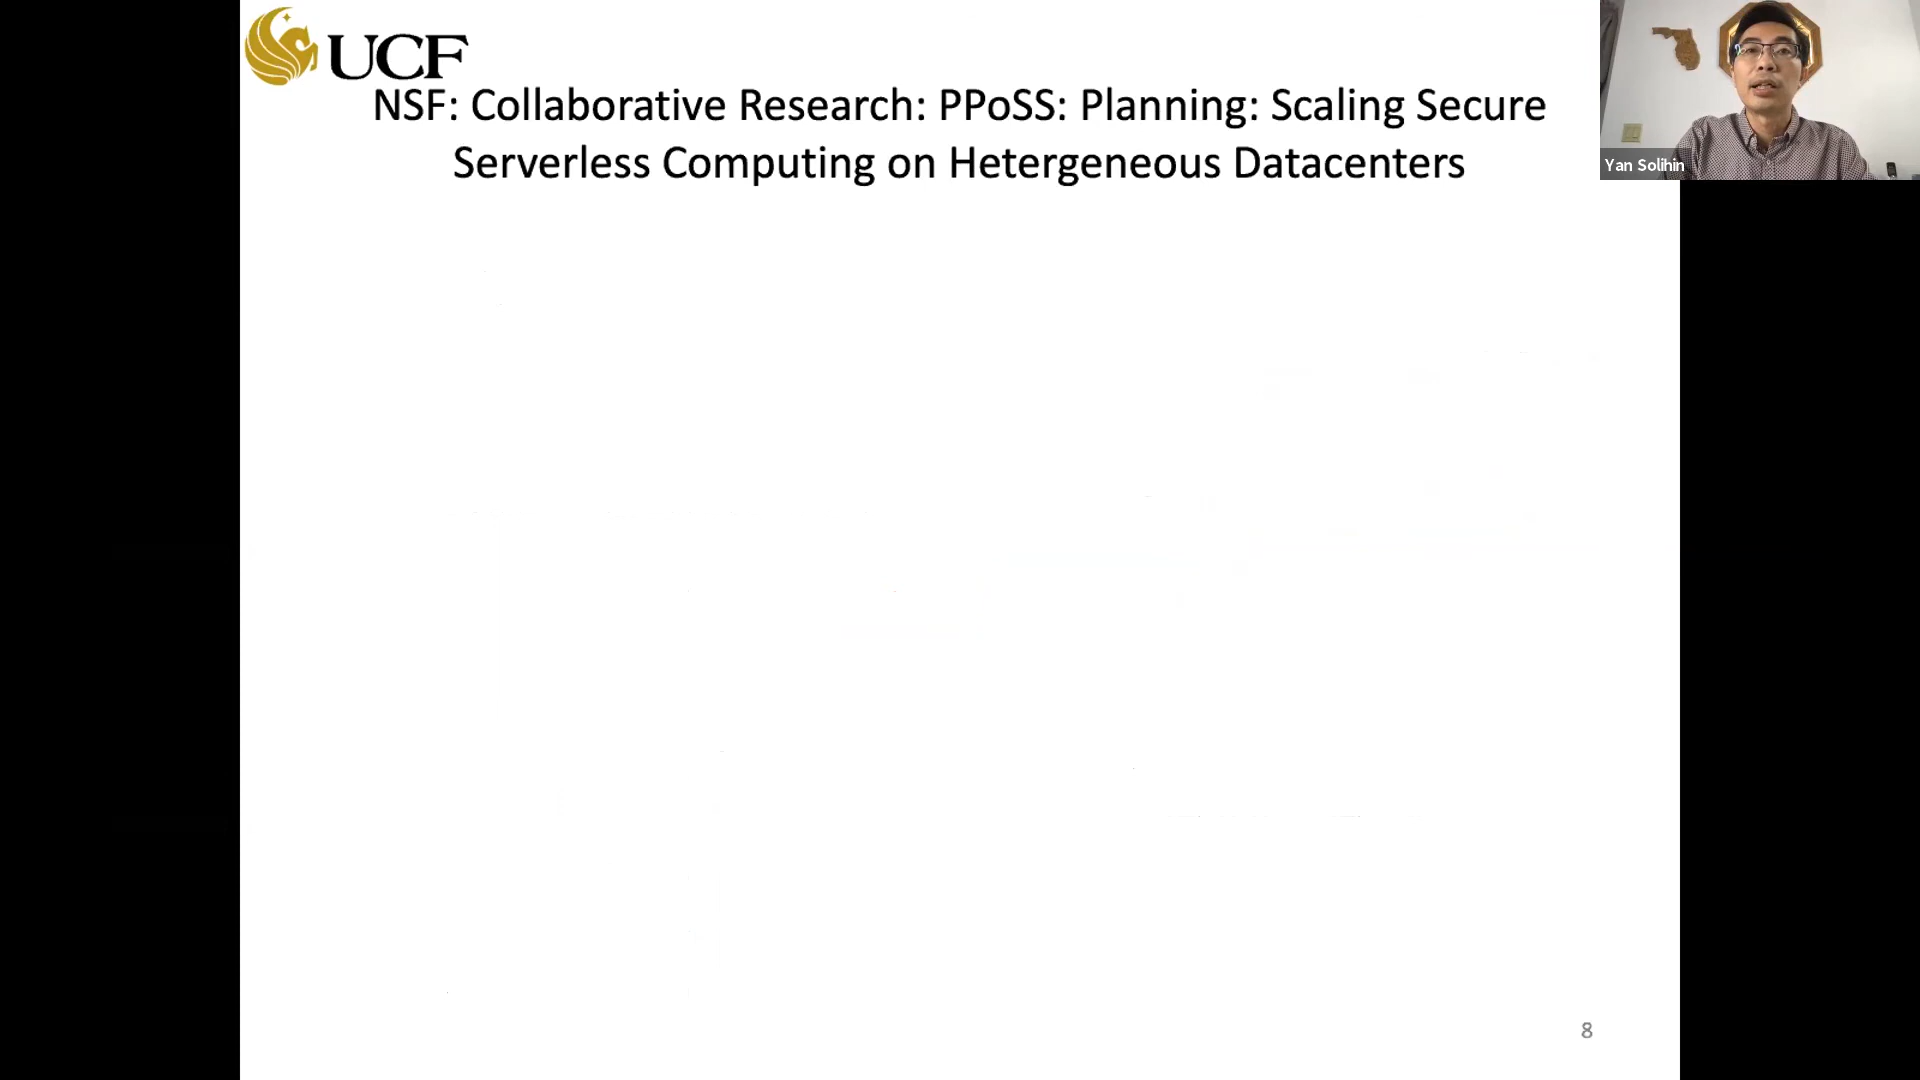 UCF
NSF: Collaborative Research: PPoSS: Planning: Scaling Secure
Serverless Computing on Hetergeneous Datacenters
Yan Solihin
8